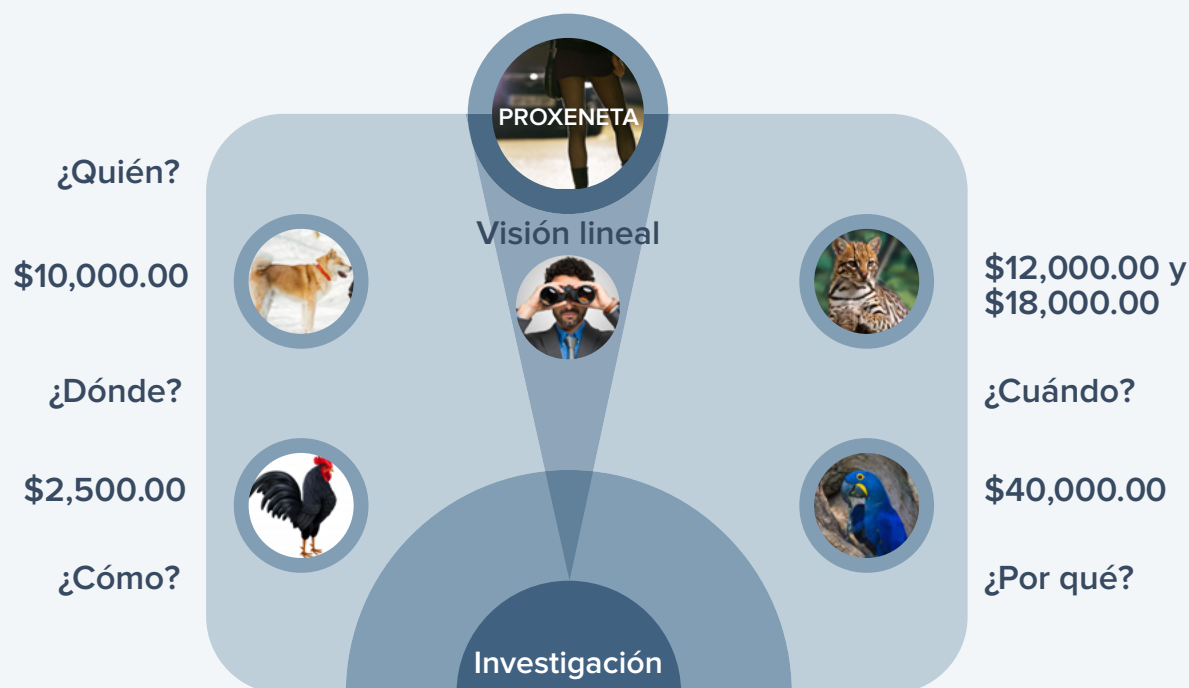 PROXENETA
¿Quién?
Visión lineal
$10,000.00
$12,000.00 y
$18,000.00
¿Dónde?
¿Cuándo?
$2,500.00
$40,000.00
¿Cómo?
¿Por qué?
Investigación